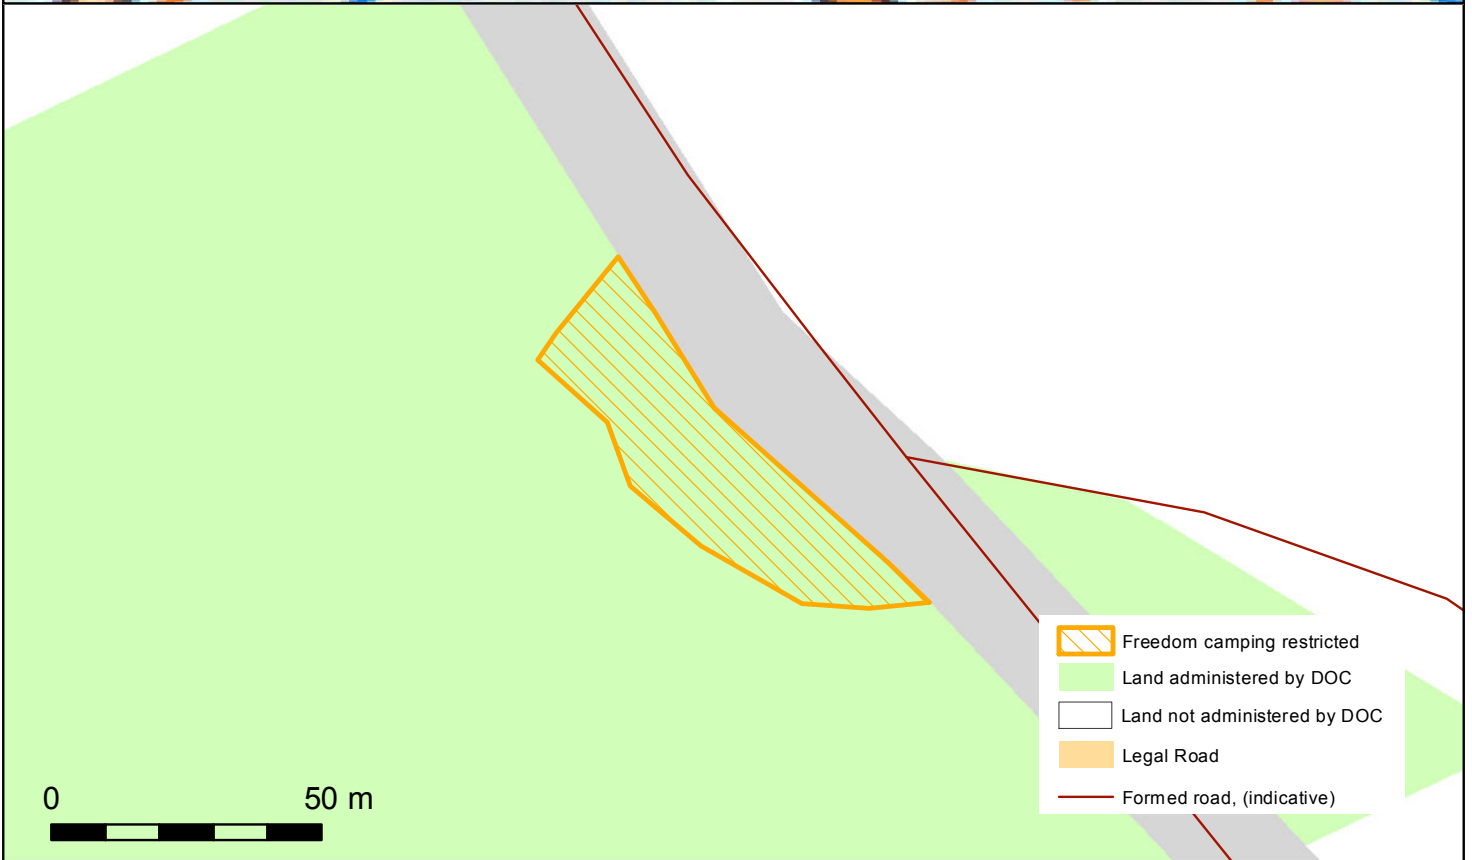 Freedom camping restricted
Land administered by DOC
Land not administered by DOC
Legal Road
Formed road, (indicative)
0 50 m